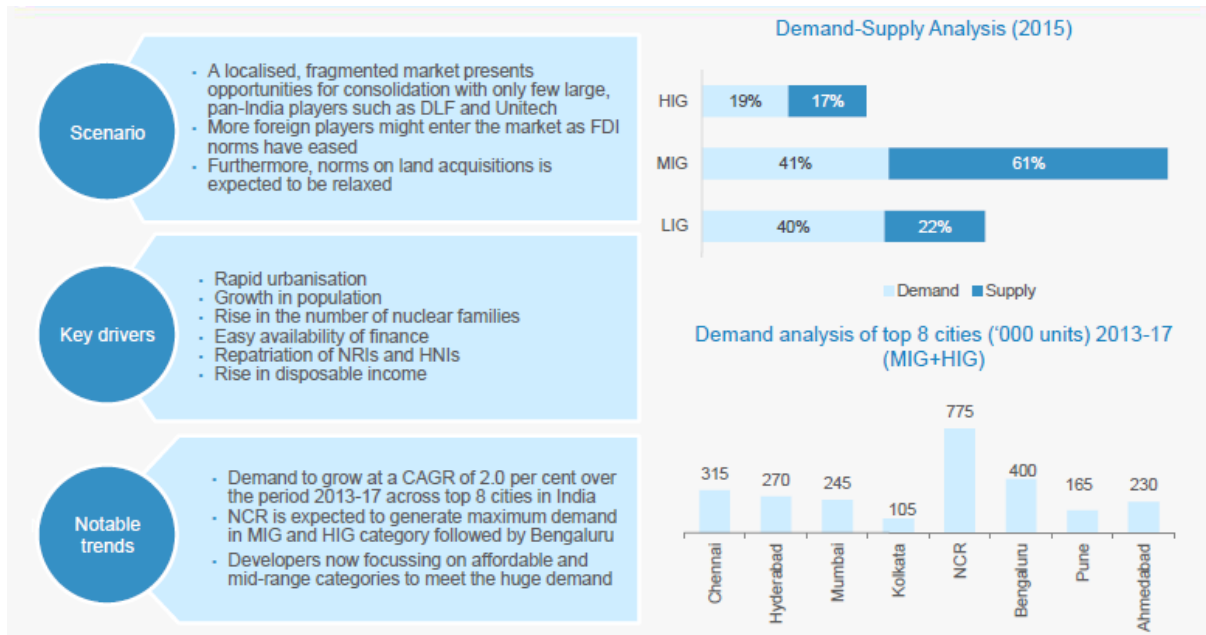 Scenario
· A localised, fragmented market presents
opportunities for consolidation with only few large,
pan-India players such as DLF and Unitech
· More foreign players might enter the market as FDI
norms have eased
· Furthermore, norms on land acquisitions is
expected to be relaxed
Key drivers
· Rapid urbanisation
· Growth in population
· Rise in the number of nuclear families
· Easy availability of finance
· Repatriation of NRIs and HNIs
· Rise in disposable income
Notable
trends
· Demand to grow at a CAGR of 2.0 per cent over
the period 2013-17 across top 8 cities in India
· NCR is expected to generate maximum demand
in MIG and HIG category followed by Bengaluru
· Developers now focussing on affordable and
mid-range categories to meet the huge demand
Demand-Supply Analysis (2015)
HIG 19% 17%
MIG 41% 61%
LIG 40% 22%
Demand Supply
Demand analysis of top 8 cities (‘000 units) 2013-17
(MIG+HIG)
315 270 245 105 775 400 165 230
Chennai Hyderabad Mumbai Kolkata NCR Bengaluru Pune Ahmedabad